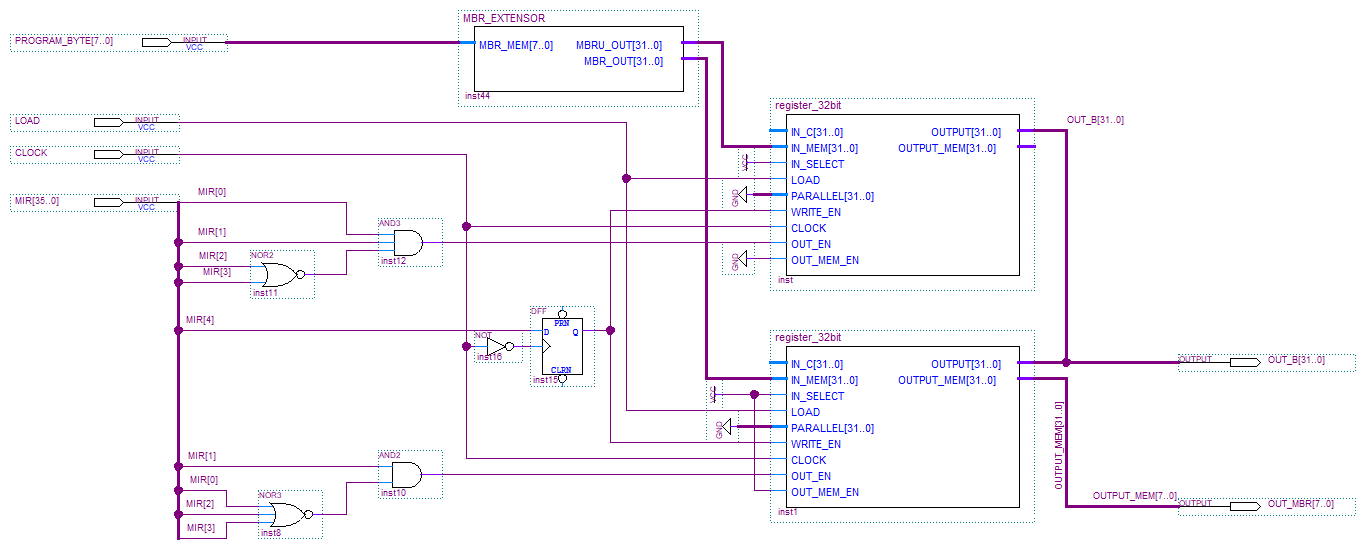 MBR_EXTENSOR
PROGRAM_BYTE[7..0]
INPUT
VCC
MBR_MEM[7..0]
MBRU_OUT[31..0]
MBR_OUT[31..0]
inst44
LOAD
INPUT
VCC
CLOCK
INPUT
VCC
MIR[35..0]
INPUT
VCC
MIR[0]
MIR[1]
MIR[2]
MIR[3]
NOR2
inst11
AND3
inst12
MIR[4]
NOT
inst16
DFF
PRN
D
Q
CLRN
inst15
MIR[1]
MIR[0]
MIR[2]
MIR[3]
NOR3
inst8
AND2
inst10
register_32bit
IN_C[31..0]
IN_MEM[31..0]
IN_SELECT
LOAD
PARALLEL[31..0]
WRITE_EN
CLOCK
OUT_EN
OUT_MEM_EN
OUTPUT[31..0]
OUTPUT_MEM[31..0]
inst
VCC
GND
GND
OUT_B[31..0]
register_32bit
IN_C[31..0]
IN_MEM[31..0]
IN_SELECT
LOAD
PARALLEL[31..0]
WRITE_EN
CLOCK
OUT_EN
OUT_MEM_EN
OUTPUT[31..0]
OUTPUT_MEM[31..0]
inst1
VCC
GND
OUTPUT
OUT_B[31..0]
OUTPUT_MEM[31..0]
OUTPUT_MEM[7..0]
OUTPUT
OUT_MBR[7..0]